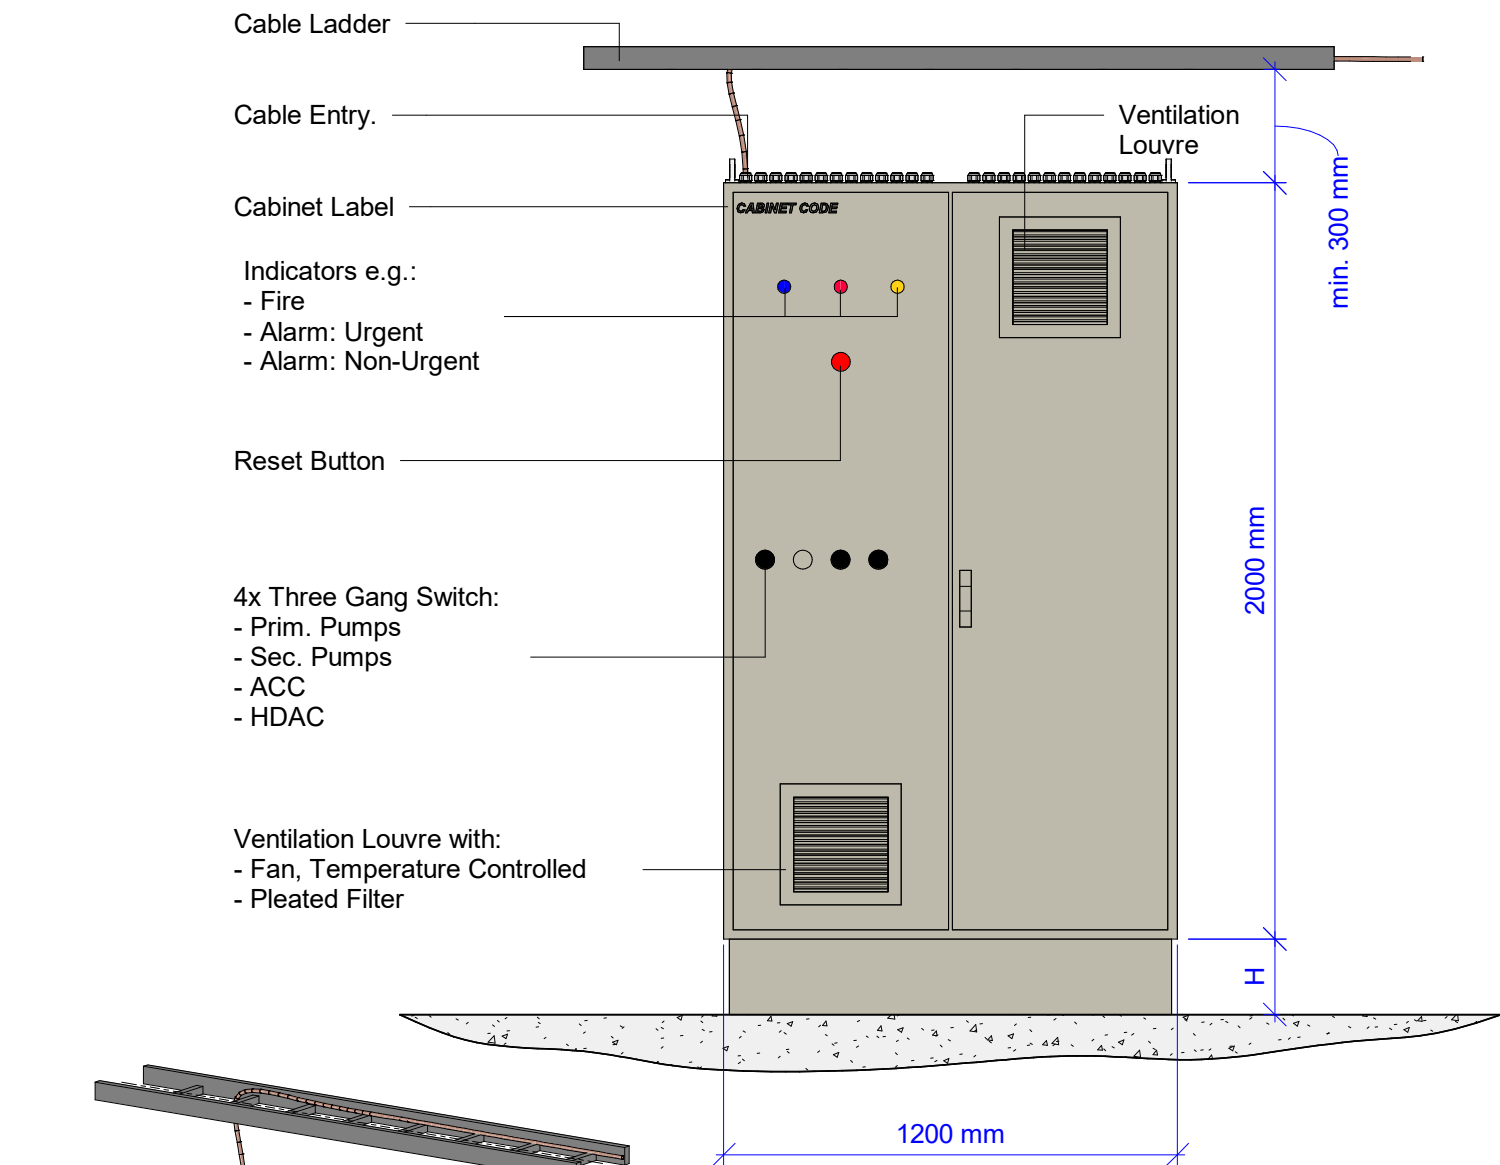 Cable Ladder
Cable Entry.
Ventilation
Louvre
min. 300 mm
Cabinet Label
CABINET CODE
Indicators e.g.:
- Fire
- Alarm: Urgent
- Alarm: Non-Urgent
Reset Button
2000 mm
4x Three Gang Switch:
- Prim. Pumps
- Sec. Pumps
- ACC
- HDAC
Ventilation Louvre with:
- Fan, Temperature Controlled
- Pleated Filter
H
1200 mm